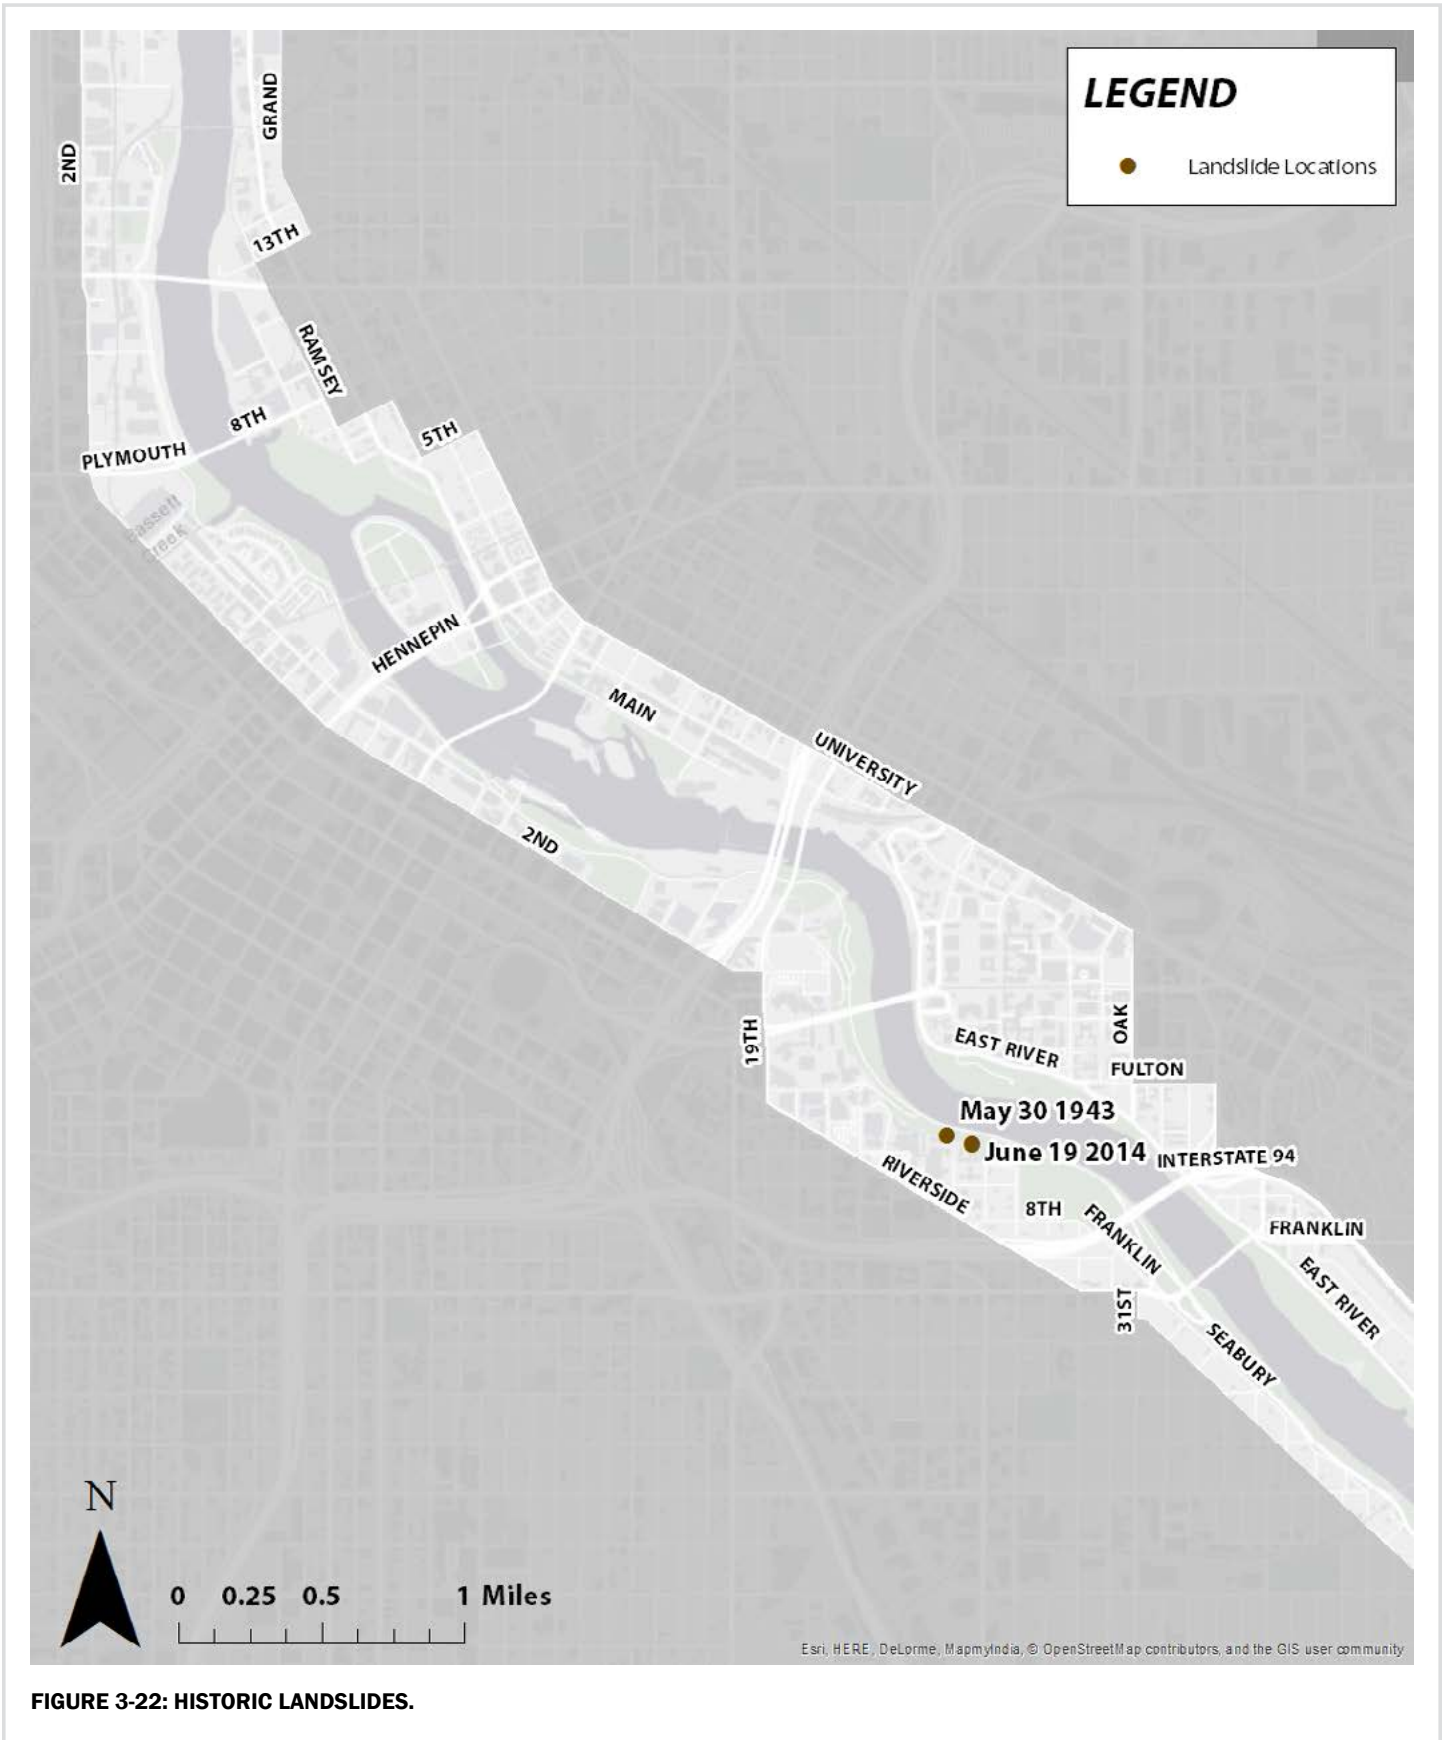 LEGEND
Landslide Locations
GRAND
2ND
13TH
RAMSEY
8TH
5TH
PLYMOUTH
Bassett
Creek
HENNEPIN
MAIN
UNIVERSITY
2ND
19TH
OAK
EAST RIVER
FULTON
May 30 1943
June 19 2014
INTERSTATE 94
RIVERSIDE
8TH
FRANKLIN
FRANKLIN
EAST RIVER
31ST
SEABURY
N
0 0.25 0.5 1 Miles
Esri, HERE, DeLorme, MapmyIndia, © OpenStreetMap contributors, and the GIS user community
FIGURE 3-22: HISTORIC LANDSLIDES.